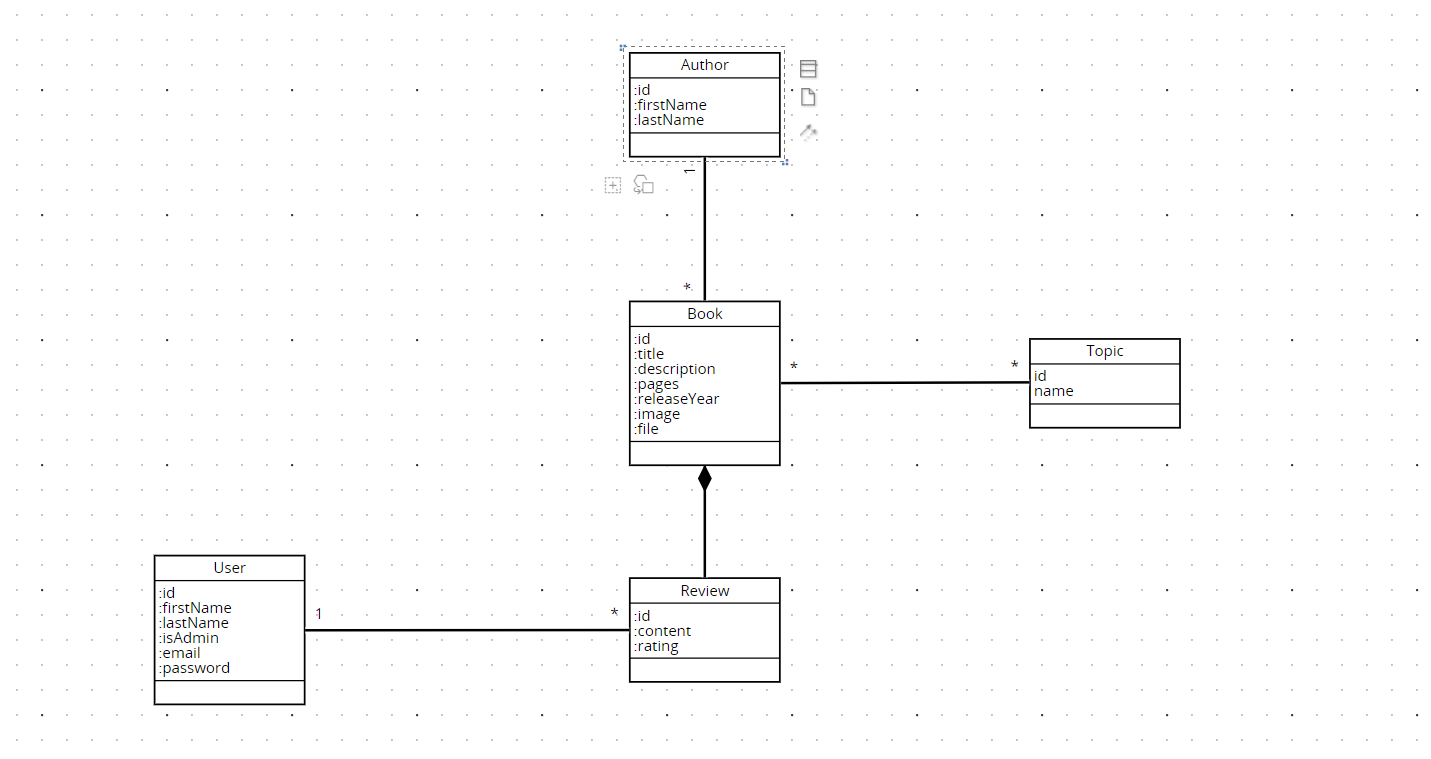 Author
:id
:firstName
:lastName
1
*
Book
:id
:title
:description
:pages
:releaseYear
:image
:file
*
*
Topic
id
name
User
:id
:firstName
:lastName
:isAdmin
:email
:password
1
*
Review
:id
:content
:rating